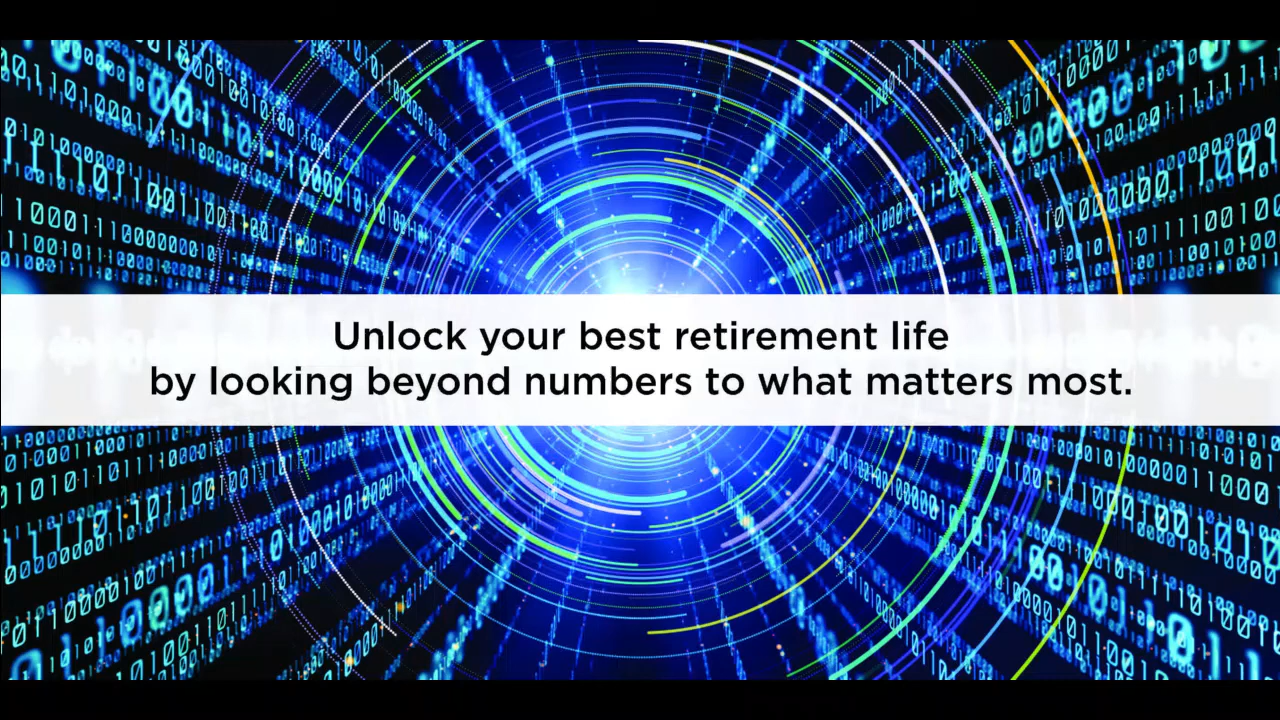 Unlock your best retirement life
by looking beyond numbers to what matters most.